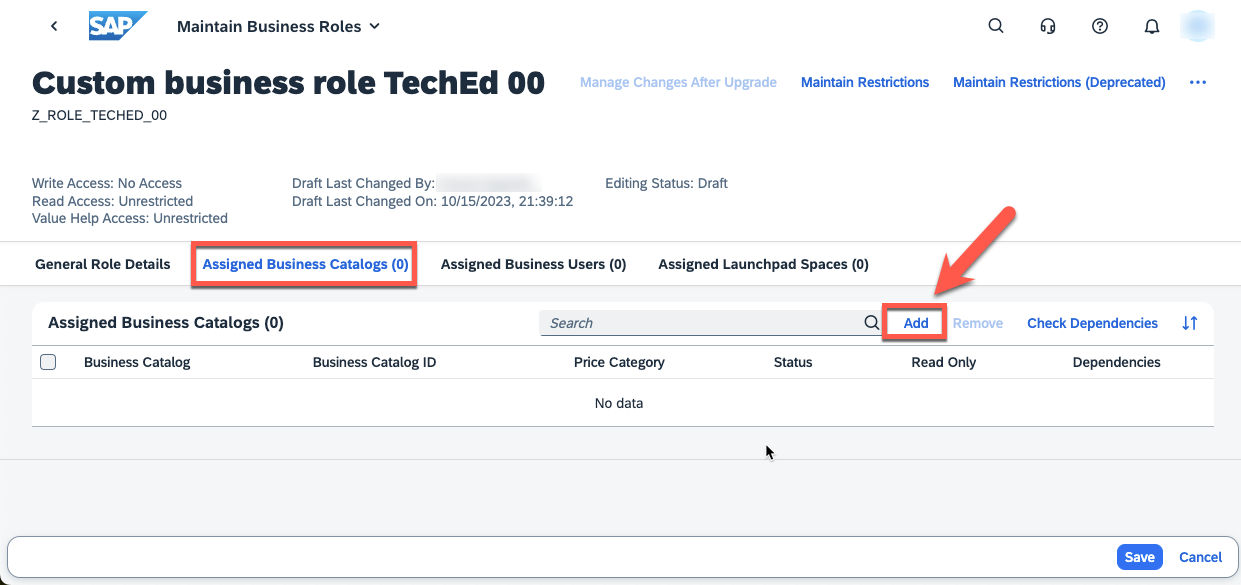 SAP Maintain Business Roles
Custom business role TechEd 00 Manage Changes After Upgrade Maintain Restrictions Maintain Restrictions (Deprecated)
Z_ROLE_TECHED_00
Write Access: No Access Draft Last Changed By: Editing Status: Draft
Read Access: Unrestricted Draft Last Changed On: 10/15/2023, 21:39:12
Value Help Access: Unrestricted
General Role Details Assigned Business Catalogs (0) Assigned Business Users (0) Assigned Launchpad Spaces (0)
Assigned Business Catalogs (0) Search Add Remove Check Dependencies
Business Catalog Business Catalog ID Price Category Status Read Only Dependencies
No data
Save Cancel